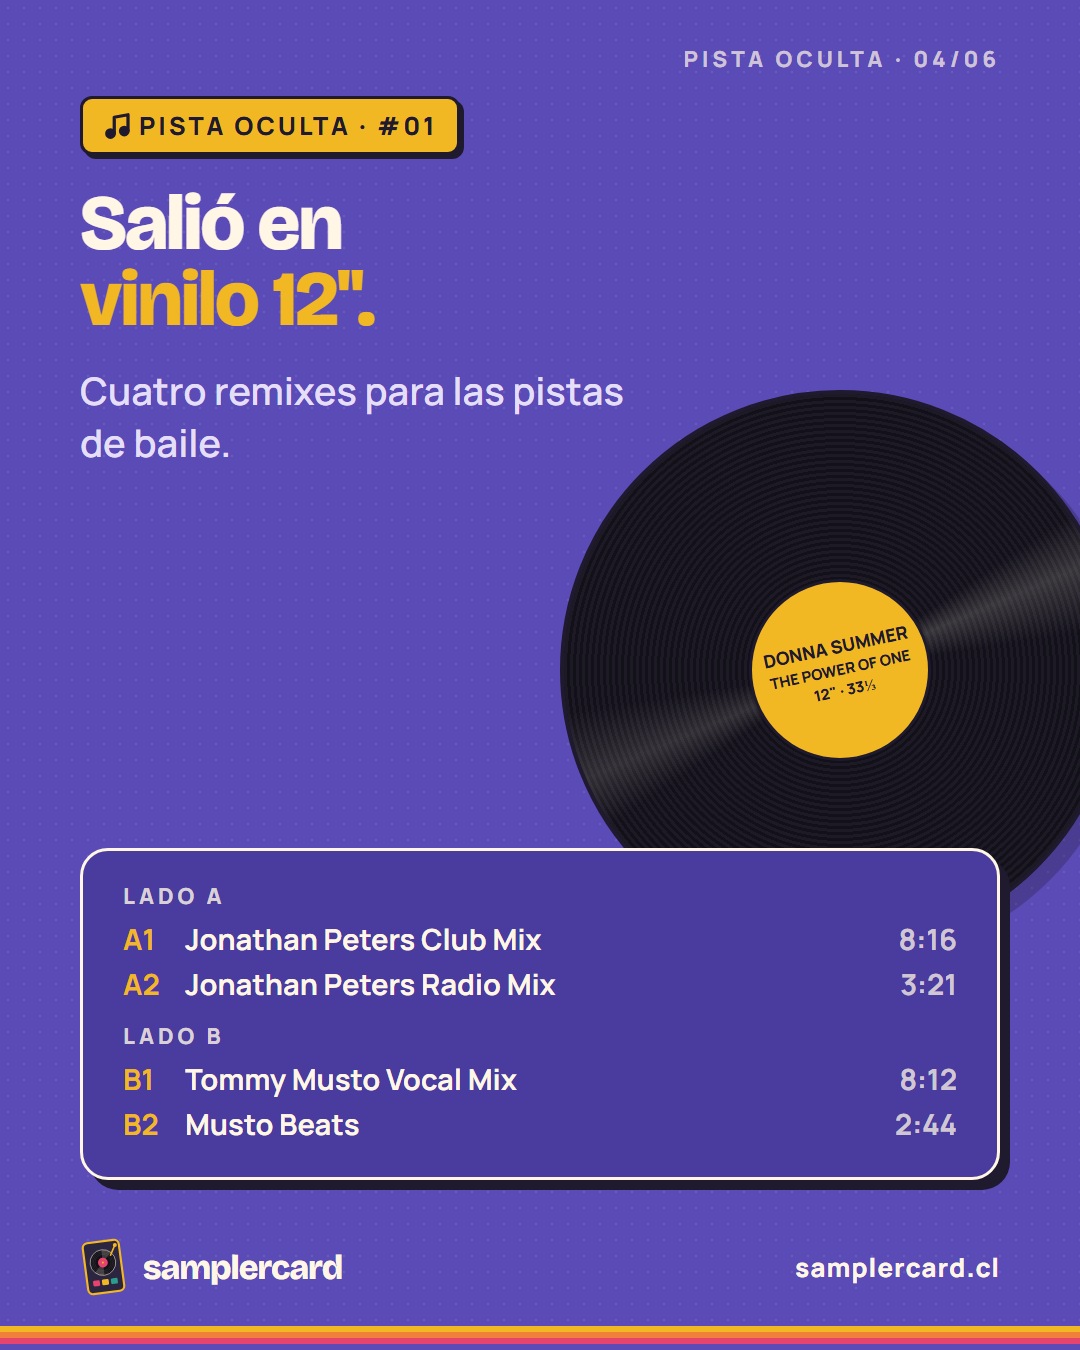 PISTA OCULTA · 04/06
PISTA OCULTA · #01
Salió en
vinilo 12".
Cuatro remixes para las pistas
de baile.
DONNA SUMMER
THE POWER OF ONE
12" · 33⅓
LADO A
A1 Jonathan Peters Club Mix 8:16
A2 Jonathan Peters Radio Mix 3:21
LADO B
B1 Tommy Musto Vocal Mix 8:12
B2 Musto Beats 2:44
samplercard
samplercard.cl